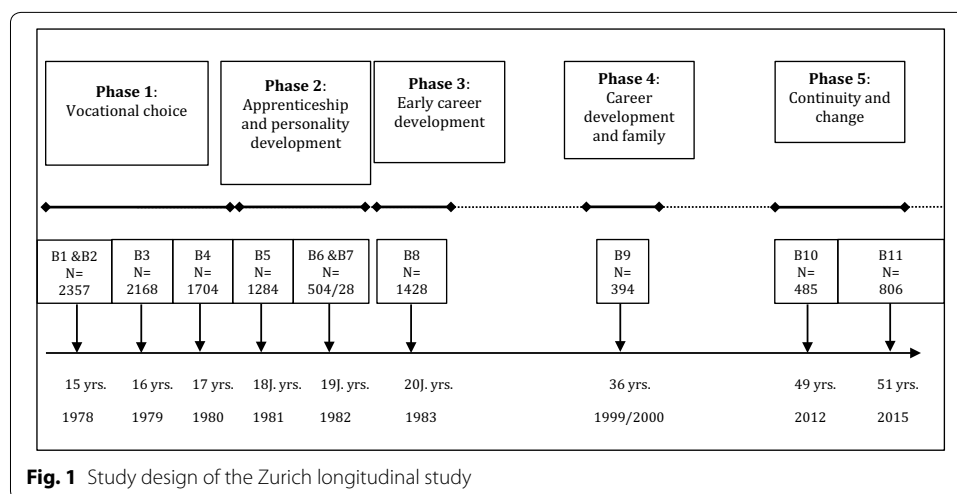 Phase 1:
Vocational choice
Phase 2:
Apprenticeship
and personality
development
Phase 3:
Early career
development
Phase 4:
Career
development
and family
Phase 5:
Continuity and
change
B1 &B2
N=
2357
B3
N=
2168
B4
N=
1704
B5
N=
1284
B6 &B7
N=
504/28
B8
N=
1428
B9
N=
394
B10
N=
485
B11
N=
806
15 yrs. 16 yrs. 17 yrs. 18J. yrs. 19J. yrs. 20J. yrs. 36 yrs. 49 yrs. 51 yrs.
1978 1979 1980 1981 1982 1983 1999/2000 2012 2015
Fig. 1 Study design of the Zurich longitudinal study